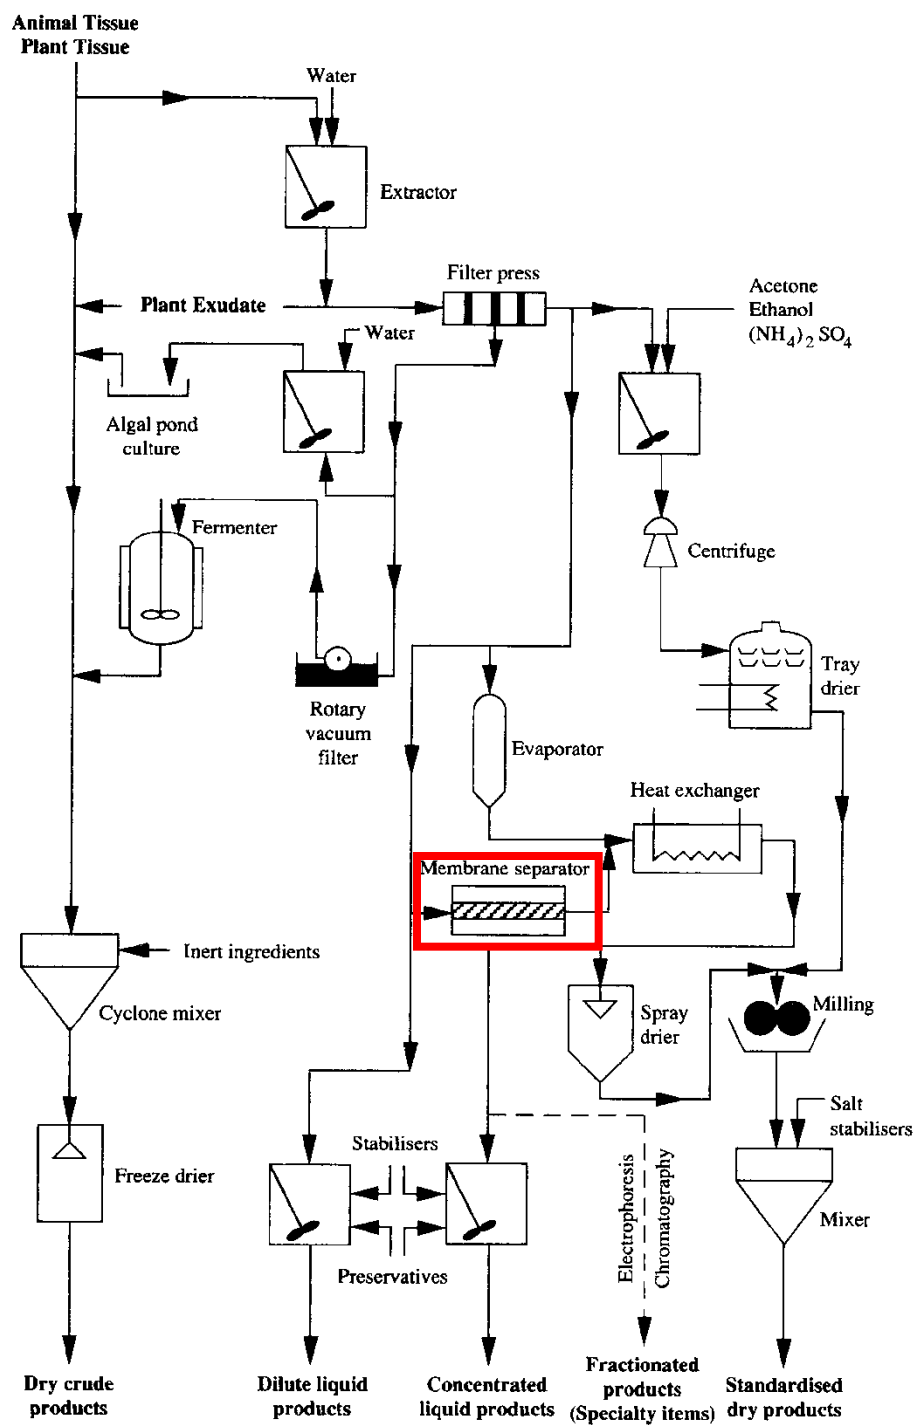 Animal Tissue
Plant Tissue
Water
Extractor
Filter press
Plant Exudate
Acetone
Ethanol
(NH4)2 SO4
Water
Algal pond
culture
Fermenter
Centrifuge
Rotary
vacuum
filter
Tray
drier
Evaporator
Heat exchanger
Membrane separator
Inert ingredients
Cyclone mixer
Spray
drier
Milling
Salt
stabilisers
Stabilisers
Freeze drier
Electrophoresis
Chromatography
Mixer
Preservatives
Dry crude
products
Dilute liquid
products
Concentrated
liquid products
Fractionated
products
(Specialty items)
Standardised
dry products